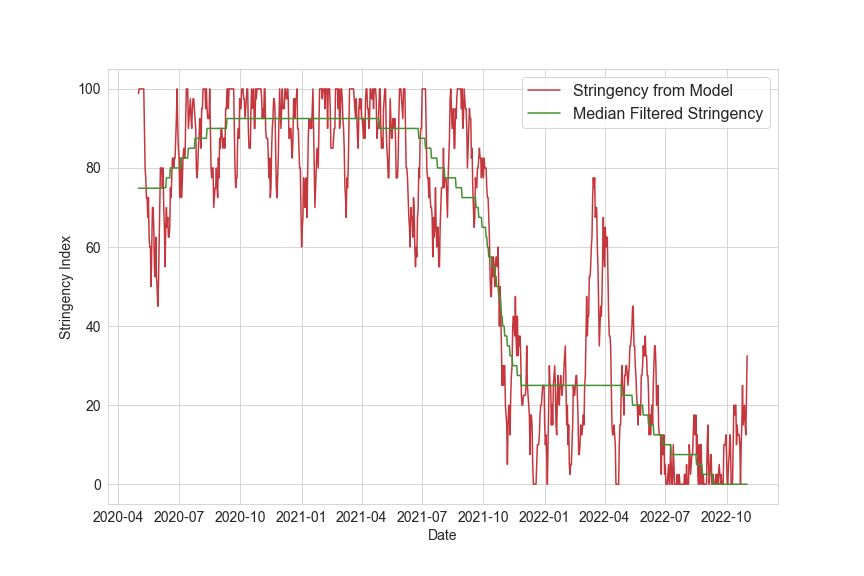 Stringency from Model
Median Filtered Stringency
100
80
60
40
20
0
Stringency Index
2020-04 2020-07 2020-10 2021-01 2021-04 2021-07 2021-10 2022-01 2022-04 2022-07 2022-10
Date